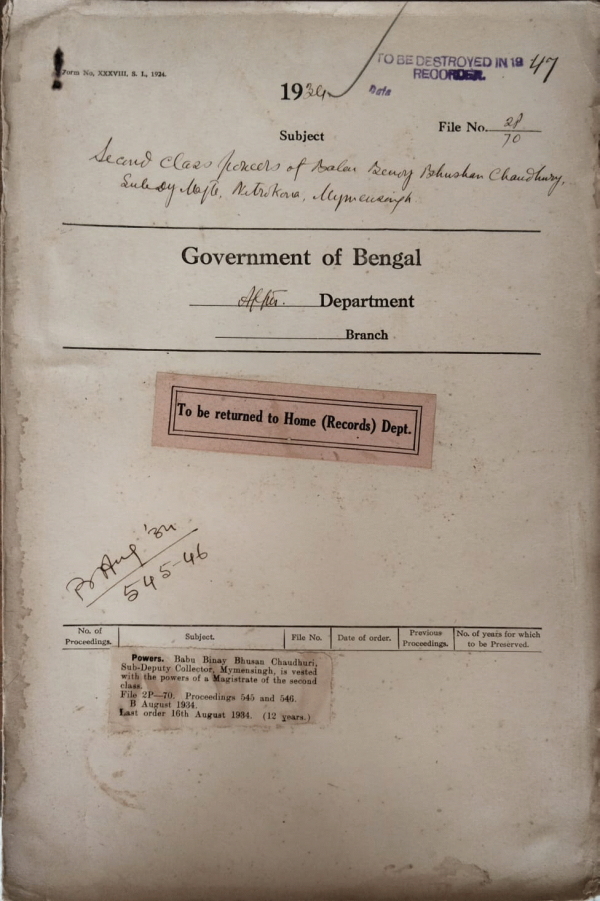 Form No. XXXVIII, S. I., 1924.
TO BE DESTROYED IN 19 47
RECORDER.
Date
1934
File No. 2P/70
Subject
Second class powers of Babu Benoy Bhushan Chaudhury,
Sub Dy Majte, Netrokona, Mymensingh
Government of Bengal
Apptt. Department
Branch
To be returned to Home (Records) Dept.
B Aug '34
545-46
No. of Proceedings. Subject. File No. Date of order. Previous Proceedings. No. of years for which to be Preserved.
Powers. Babu Binay Bhusan Chaudhuri,
Sub-Deputy Collector, Mymensingh, is vested
with the powers of a Magistrate of the second
class.
File 2P—70. Proceedings 545 and 546.
B August 1934.
Last order 16th August 1934. (12 years.)